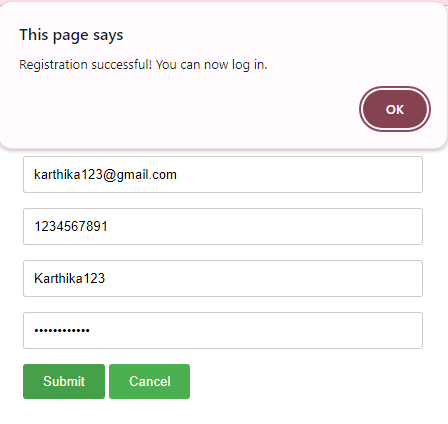 This page says
Registration successful! You can now log in.
OK
karthika123@gmail.com
1234567891
Karthika123
••••••••••••
Submit Cancel